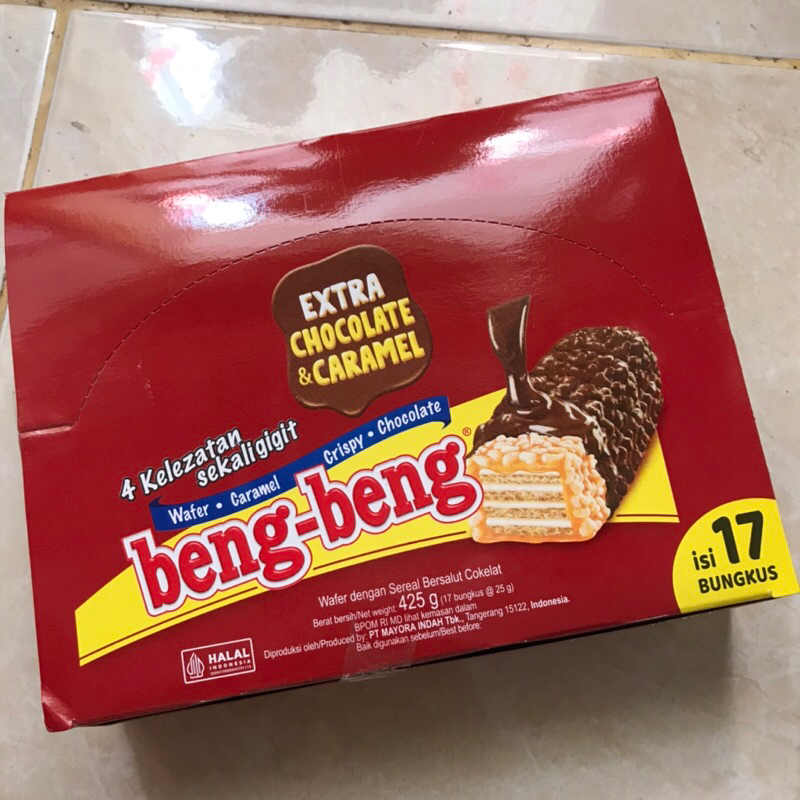 EXTRA
CHOCOLATE
& CARAMEL
4 Kelezatan
sekali gigit
Wafer • Caramel Crispy • Chocolate
beng-beng®
Wafer dengan Sereal Bersalut Cokelat
Berat bersih/Net weight: 425 g (17 bungkus @ 25 g)
BPOM RI MD lihat kemasan dalam
Diproduksi oleh/Produced by: PT MAYORA INDAH Tbk., Tangerang 15122, Indonesia.
Baik digunakan sebelum/Best before:
HALAL
INDONESIA
isi 17
BUNGKUS